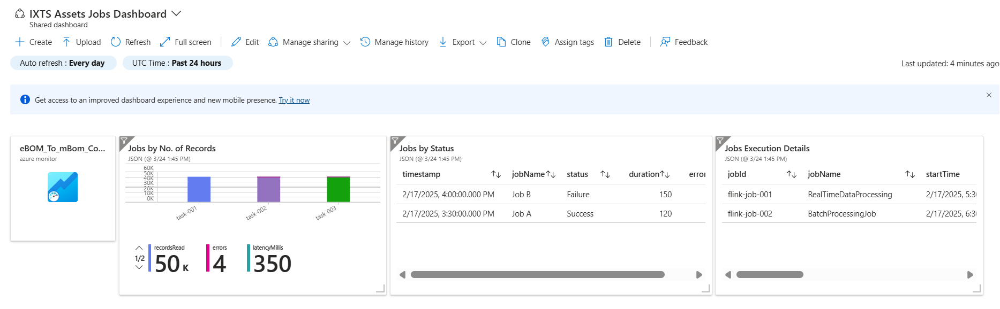 IXTS Assets Jobs Dashboard
Shared dashboard
Create Upload Refresh Full screen Edit Manage sharing Manage history Export Clone Assign tags Delete Feedback
Auto refresh : Every day UTC Time : Past 24 hours
Last updated: 4 minutes ago
Get access to an improved dashboard experience and new mobile presence. Try it now
eBOM_To_mBom_Co...
azure monitor
Jobs by No. of Records
JSON (@ 3/24 1:45 PM)
60K
50K
40K
30K
20K
10K
0K
task-001 task-002 task-003
1/2
recordsRead errors latencyMillis
50 K 4 350
Jobs by Status
JSON (@ 3/24 1:45 PM)
timestamp jobName status duration error
2/17/2025, 4:00:00.000 PM Job B Failure 150
2/17/2025, 3:30:00.000 PM Job A Success 120
Jobs Execution Details
JSON (@ 3/24 1:45 PM)
jobId jobName startTime
flink-job-001 RealTimeDataProcessing 2/17/2025, 5:30
flink-job-002 BatchProcessingJob 2/17/2025, 6:30